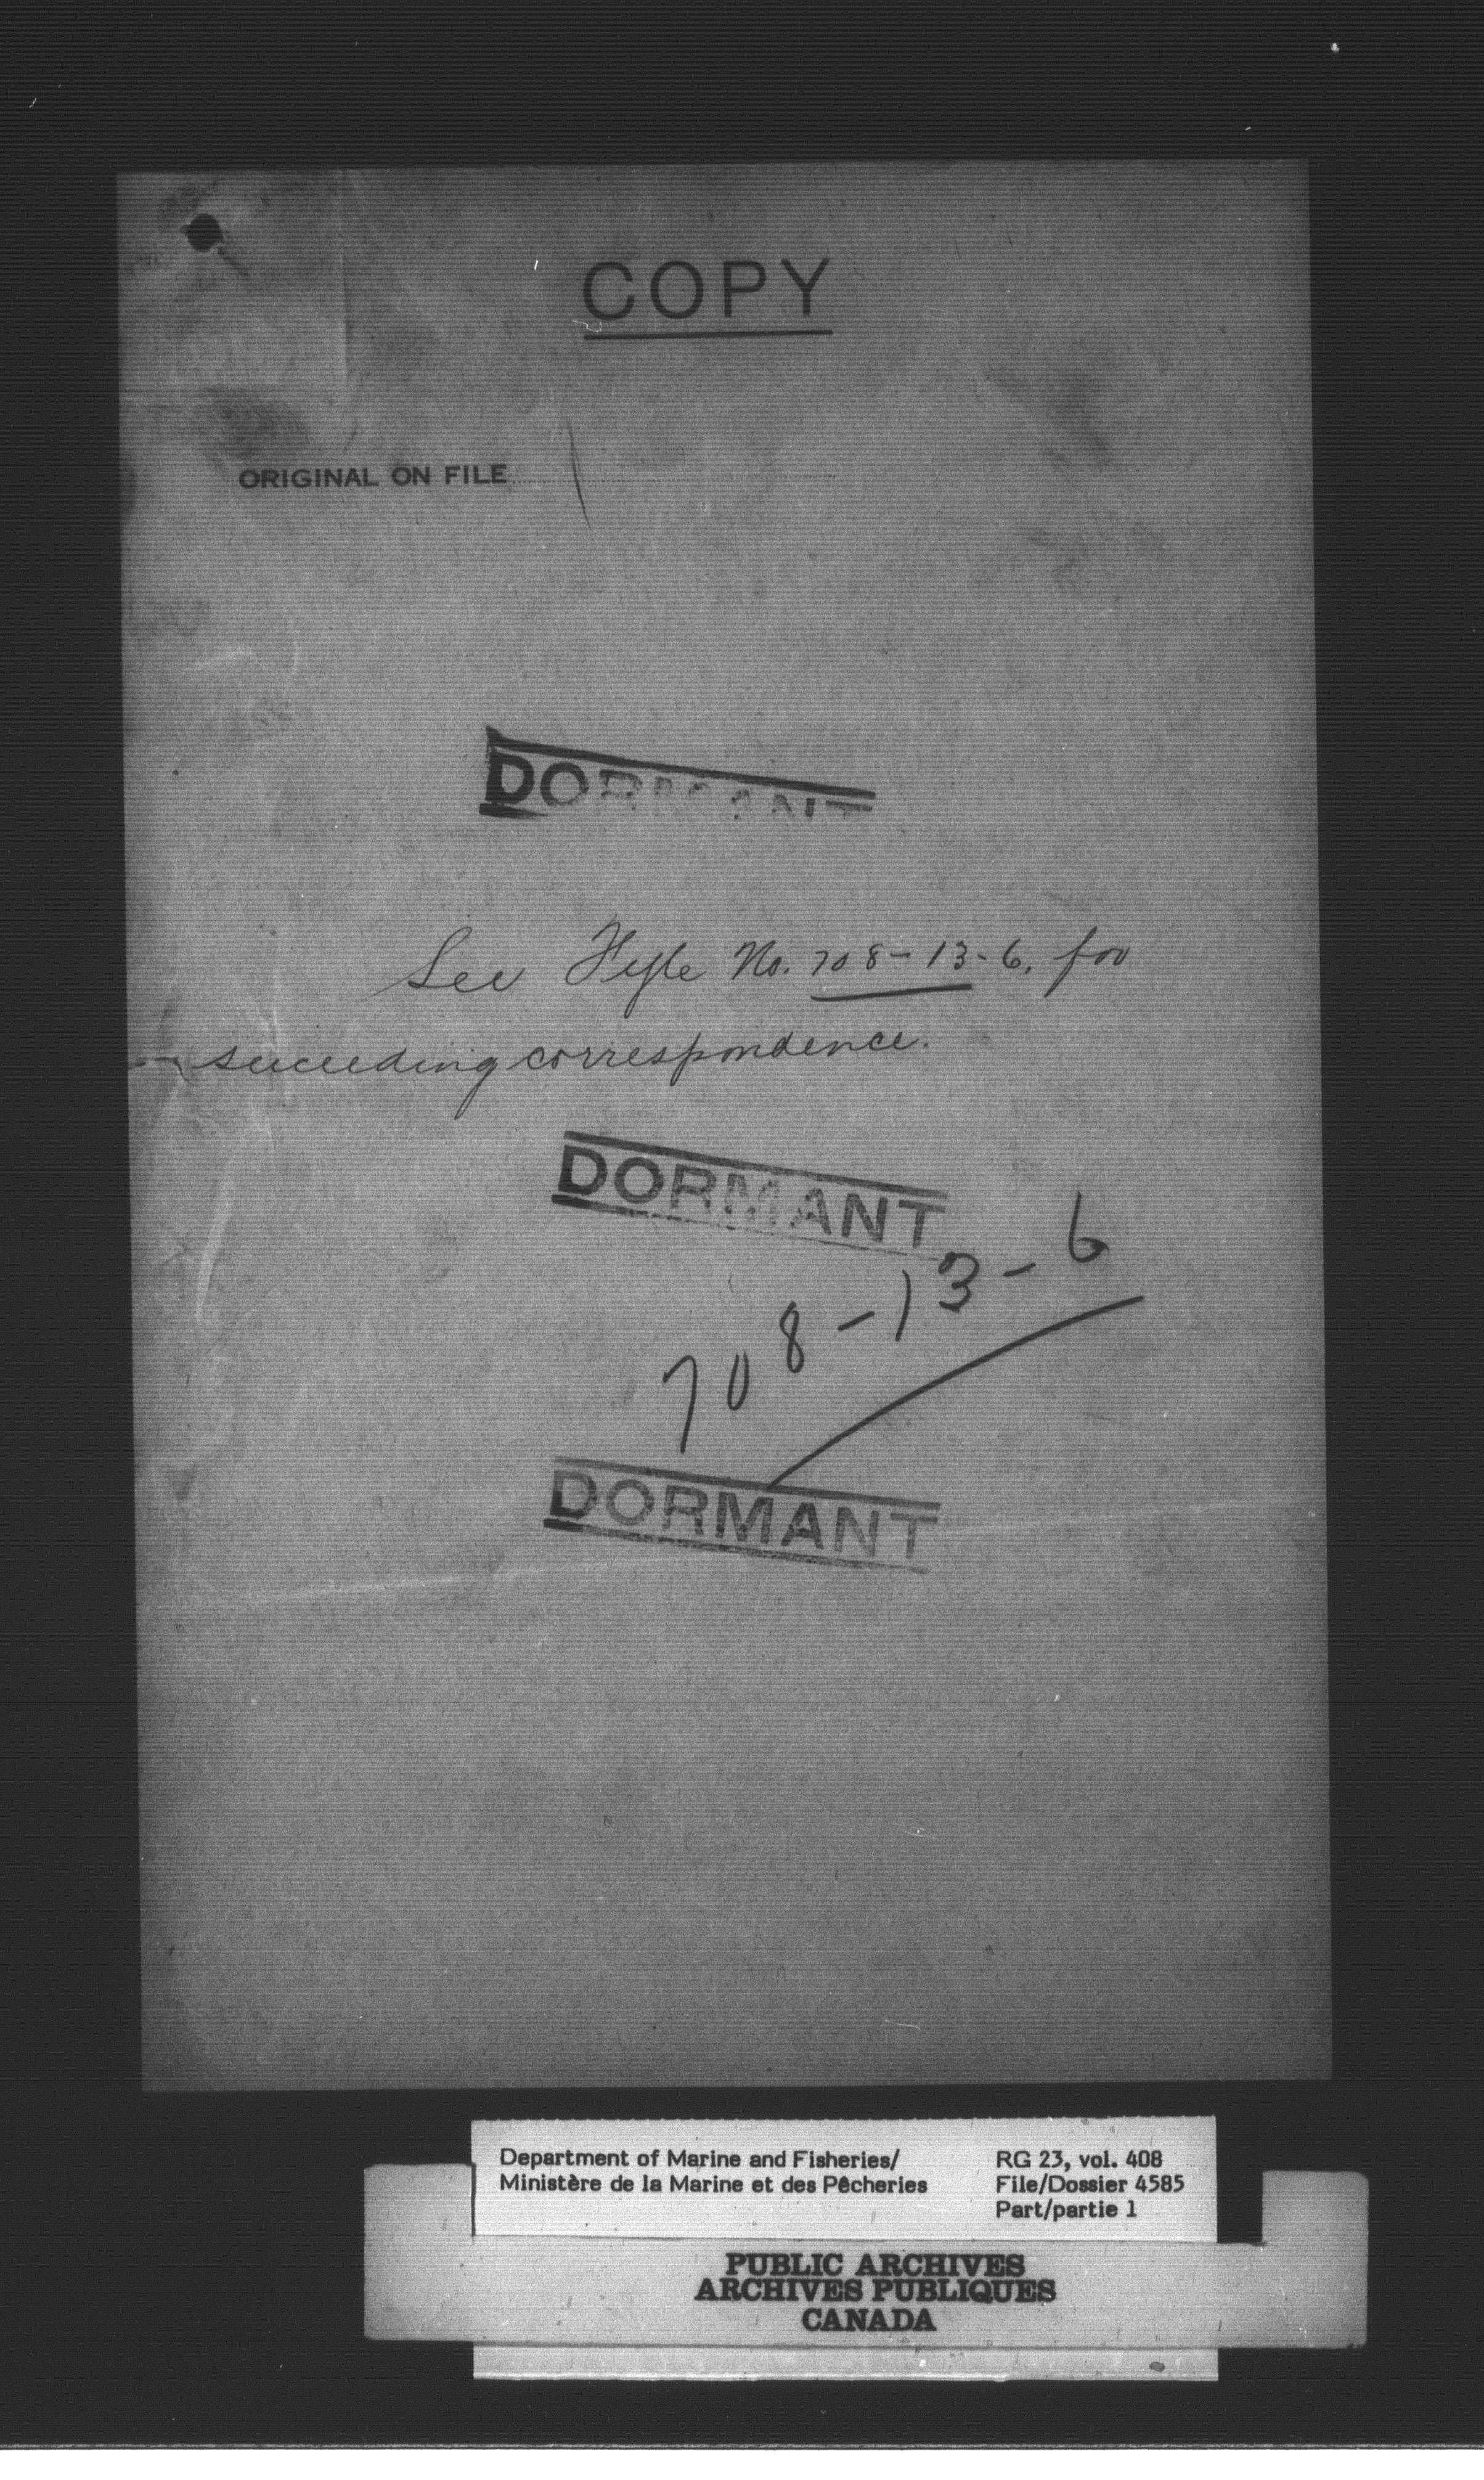 COPY
ORIGINAL ON FILE
DORMANT
See Fyle No. 708-13-6. for
succeeding correspondence.
DORMANT
708-13-6
DORMANT
Department of Marine and Fisheries/
Ministère de la Marine et des Pêcheries
RG 23, vol. 408
File/Dossier 4585
Part/partie 1
PUBLIC ARCHIVES
ARCHIVES PUBLIQUES
CANADA